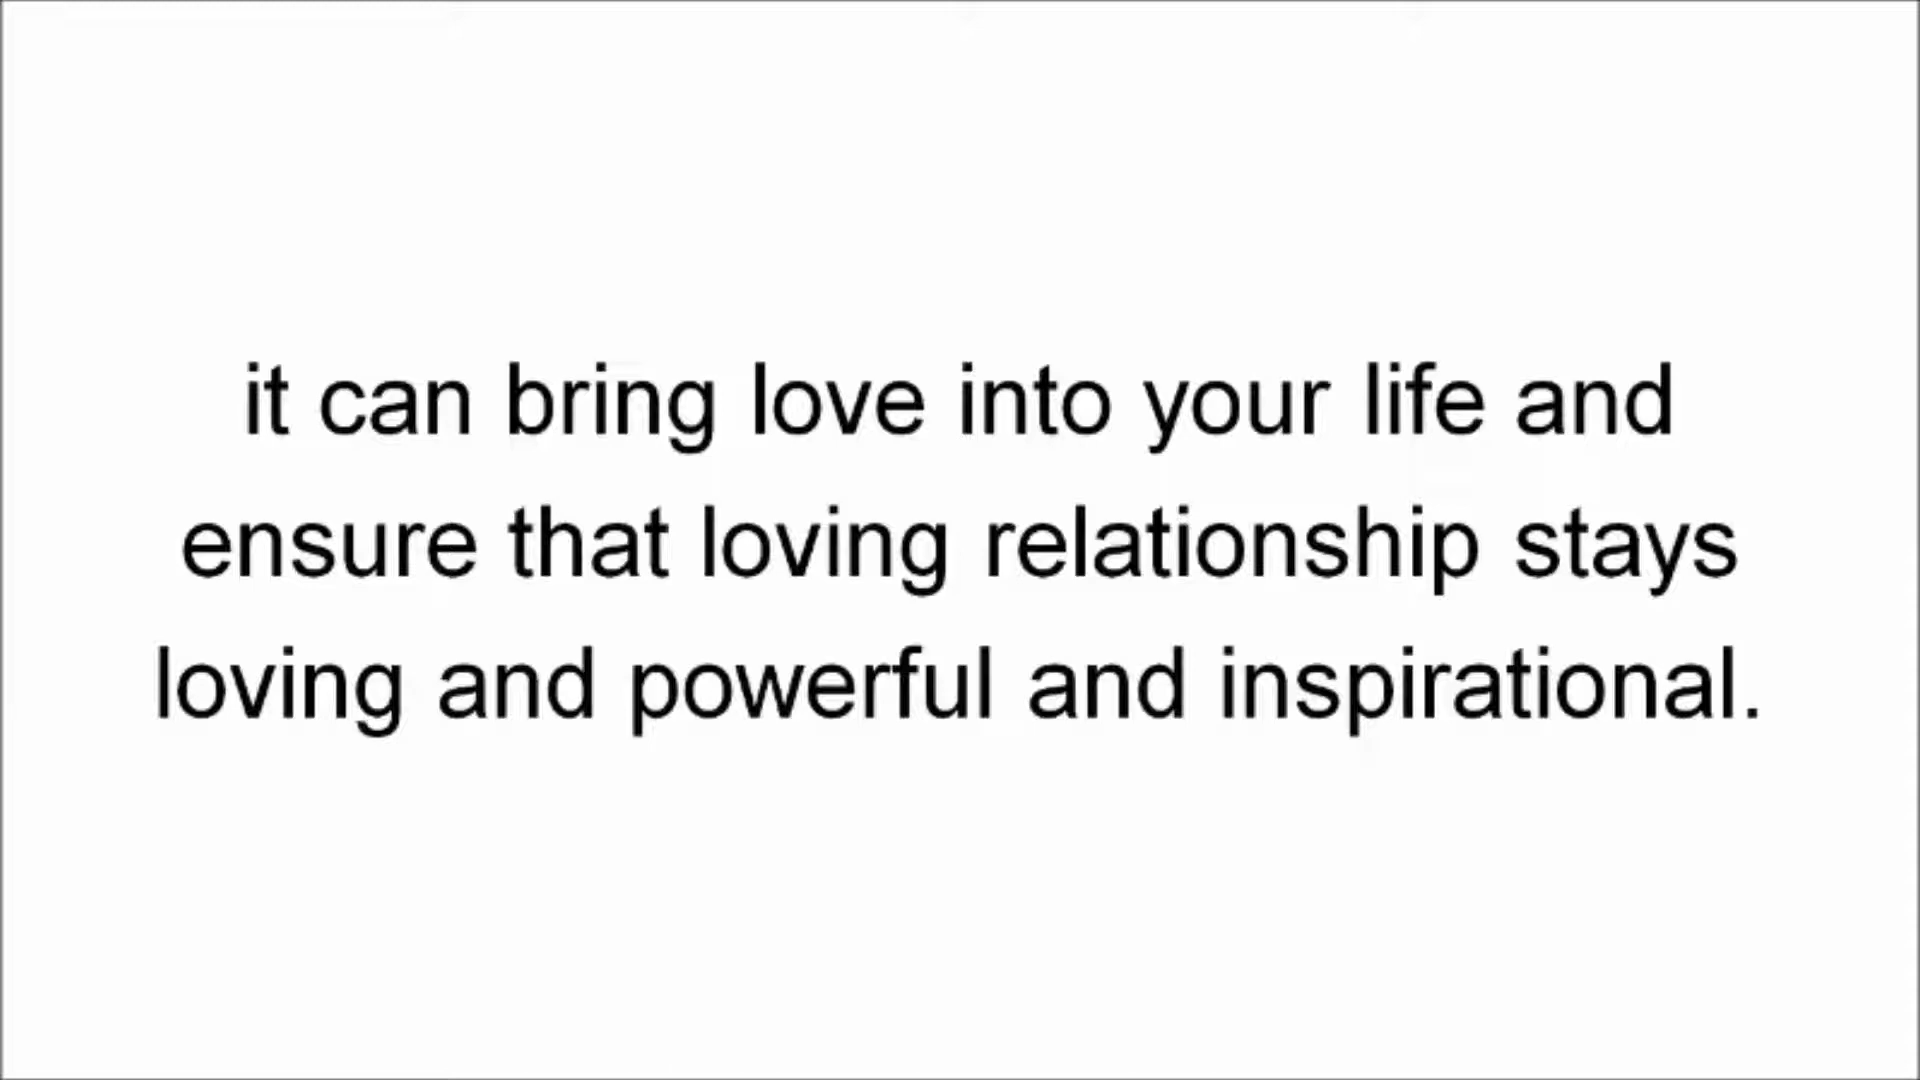 it can bring love into your life and
ensure that loving relationship stays
loving and powerful and inspirational.